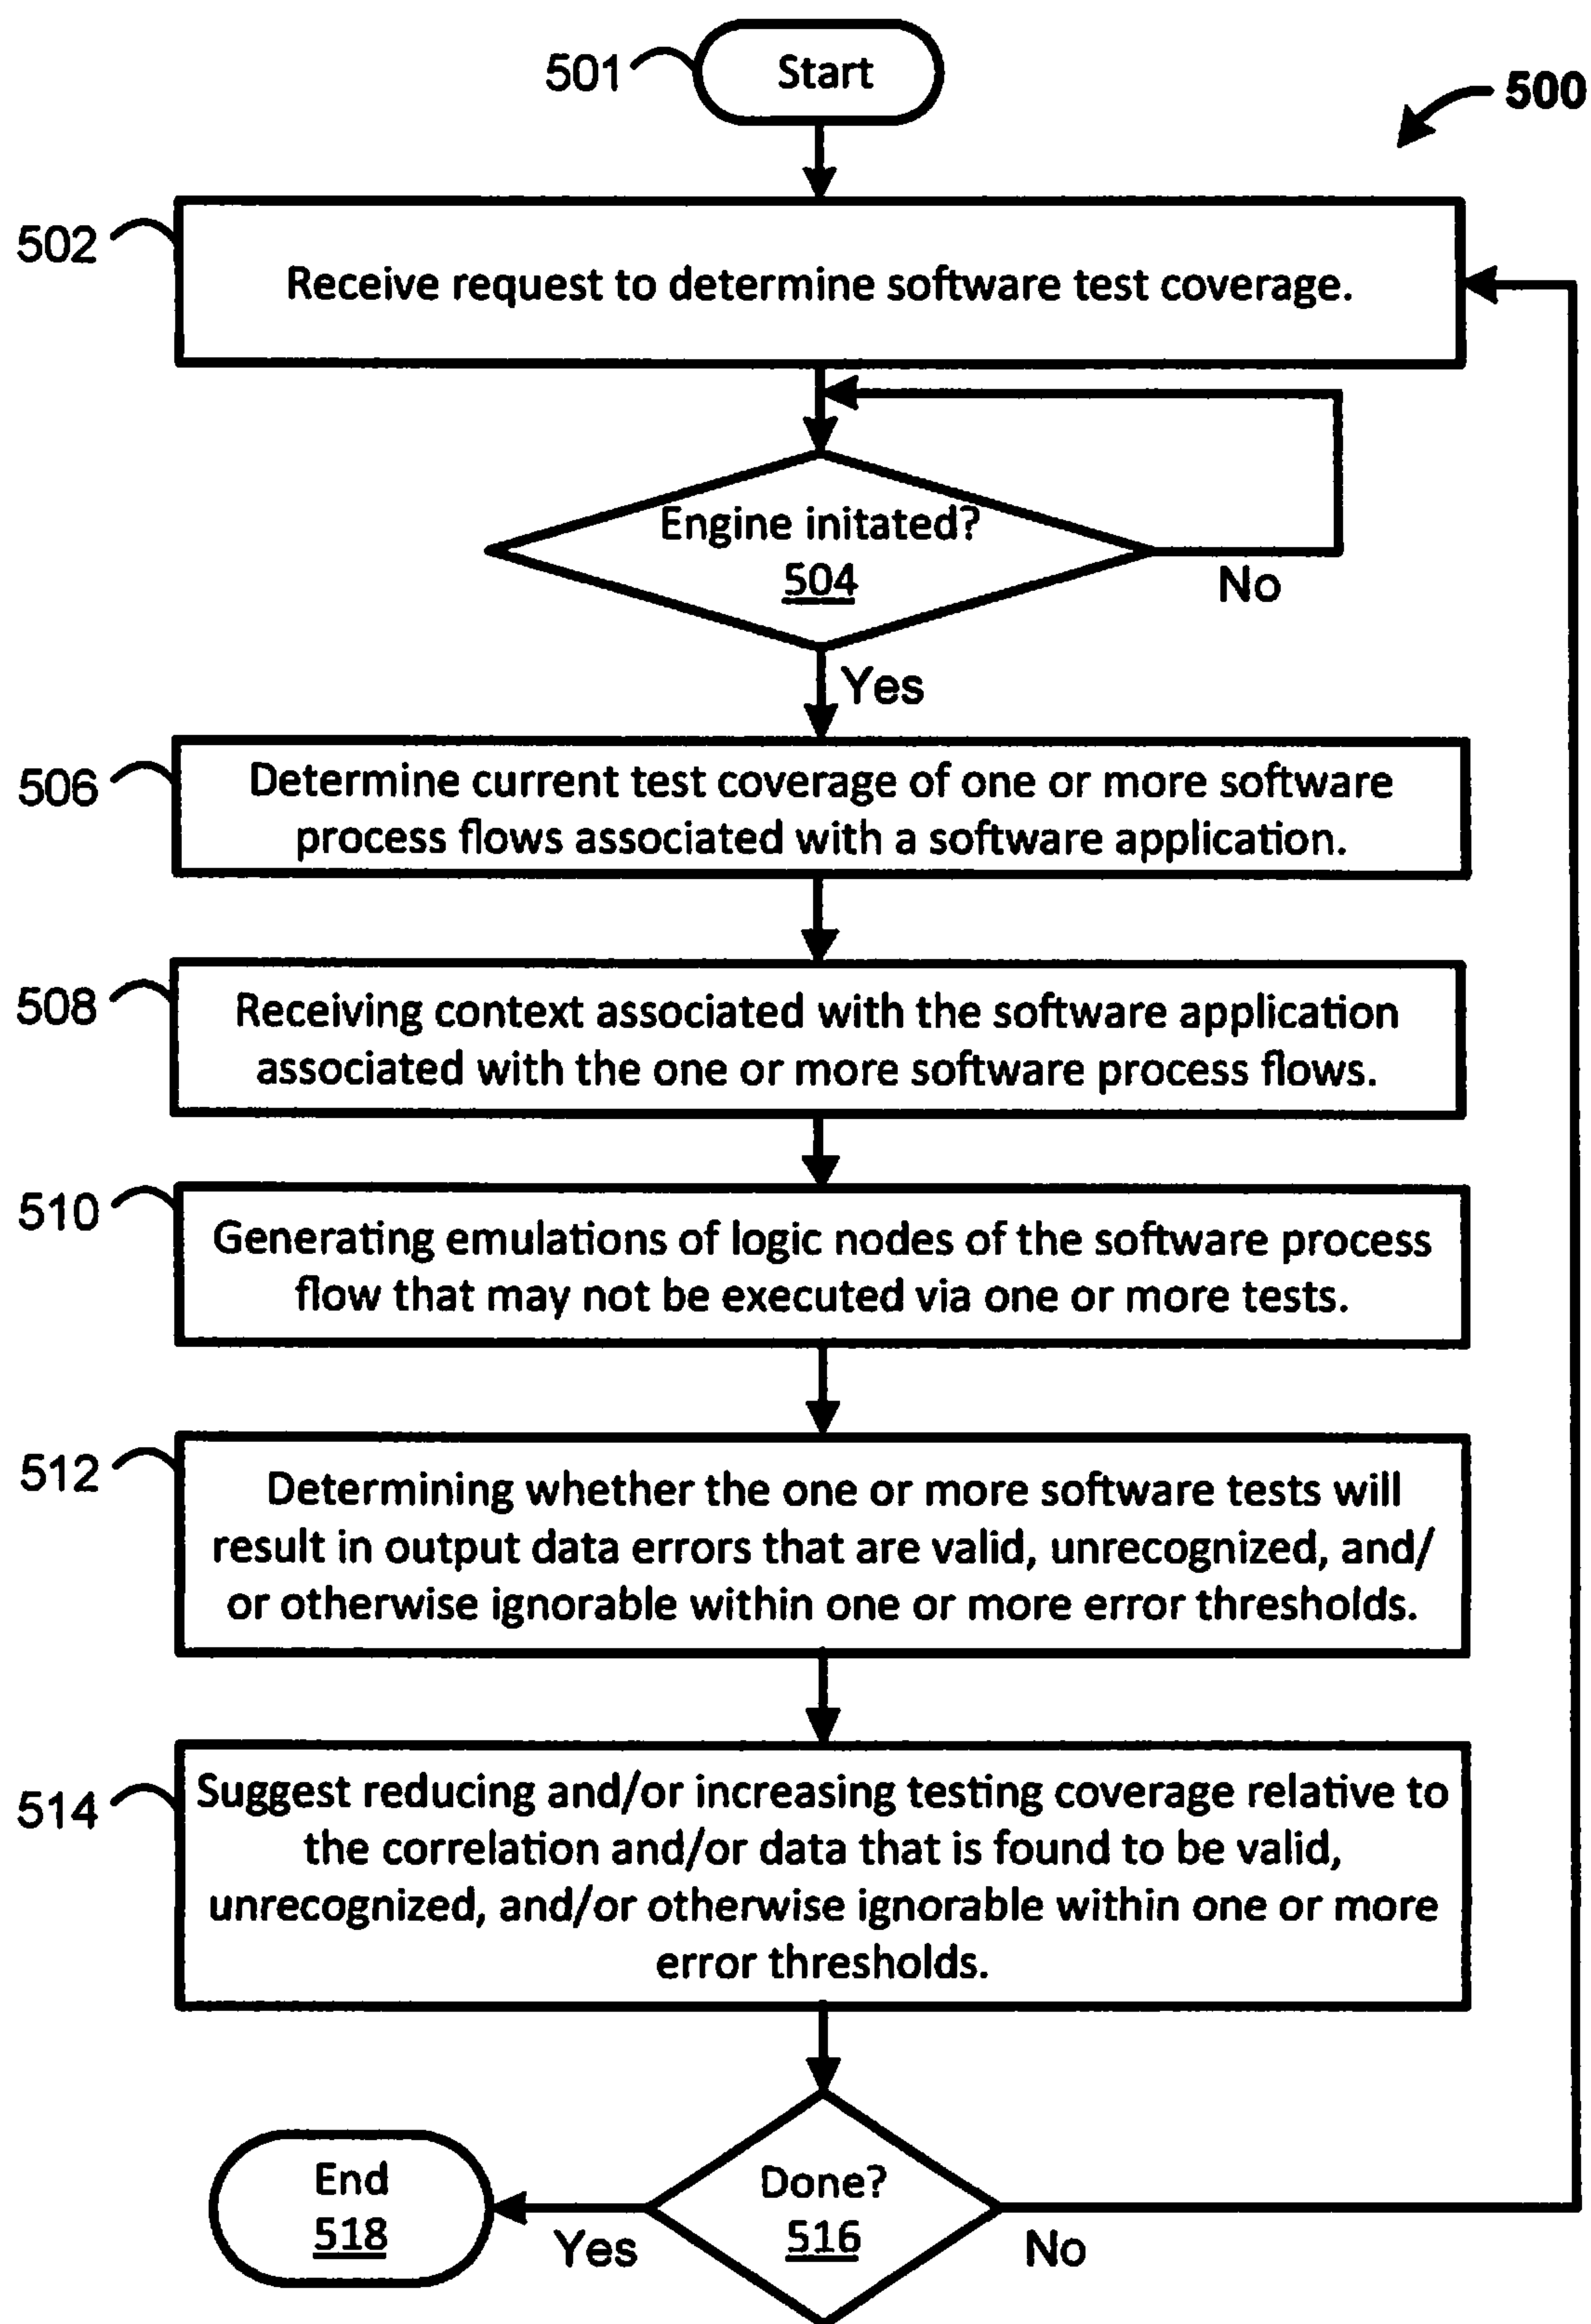 501
Start
500
502
Receive request to determine software test coverage.
Engine initated?
504
No
Yes
506
Determine current test coverage of one or more software
process flows associated with a software application.
508
Receiving context associated with the software application
associated with the one or more software process flows.
510
Generating emulations of logic nodes of the software process
flow that may not be executed via one or more tests.
512
Determining whether the one or more software tests will
result in output data errors that are valid, unrecognized, and/
or otherwise ignorable within one or more error thresholds.
514
Suggest reducing and/or increasing testing coverage relative to
the correlation and/or data that is found to be valid,
unrecognized, and/or otherwise ignorable within one or more
error thresholds.
End
518
Yes
Done?
516
No